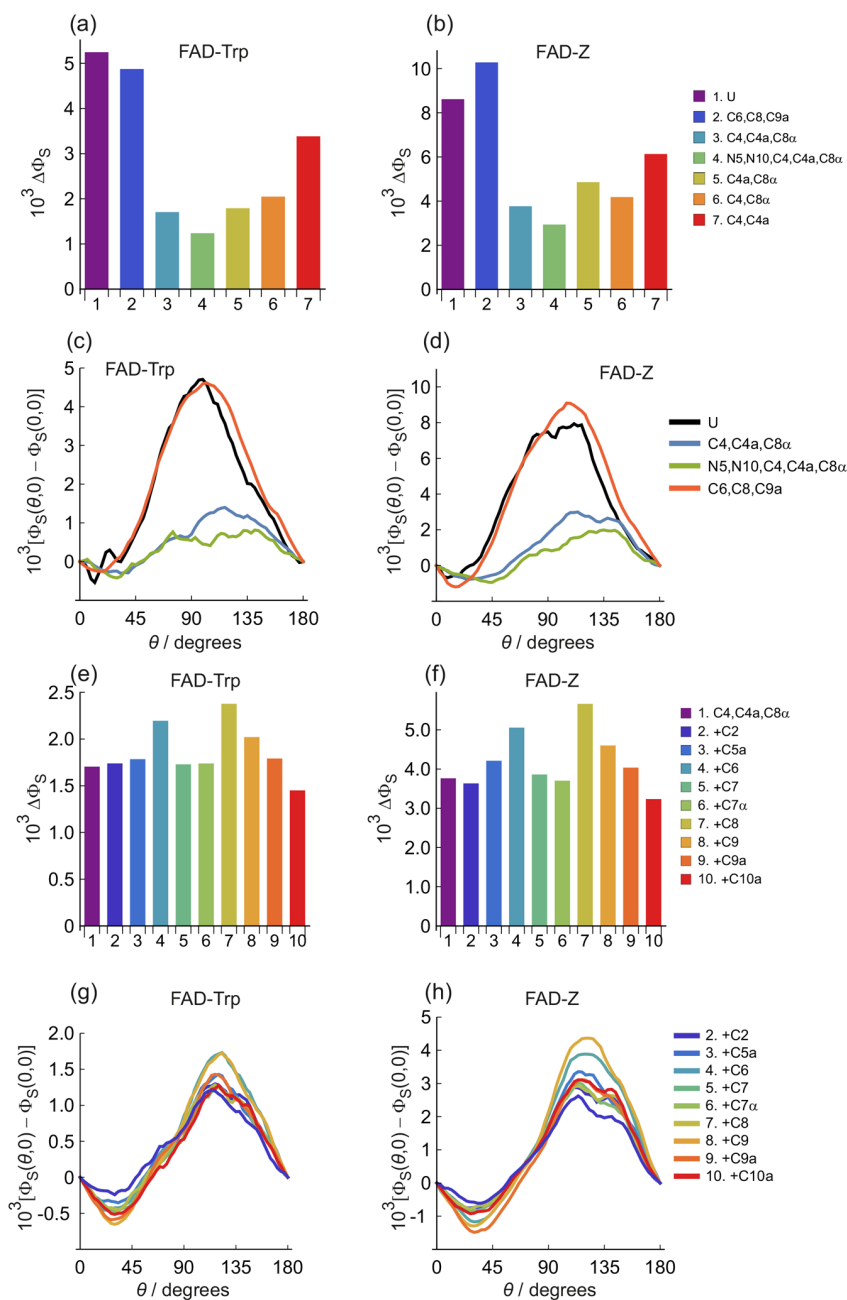 (a)
FAD-Trp
10³ ΔΦS
5
4
3
2
1
0
1 2 3 4 5 6 7
(b)
FAD-Z
10³ ΔΦS
10
8
6
4
2
0
1 2 3 4 5 6 7
1. U
2. C6,C8,C9a
3. C4,C4a,C8α
4. N5,N10,C4,C4a,C8α
5. C4a,C8α
6. C4,C8α
7. C4,C4a
(c)
FAD-Trp
10³[ΦS(θ,0) – ΦS(0,0)]
5
4
3
2
1
0
0 45 90 135 180
θ / degrees
(d)
FAD-Z
10³[ΦS(θ,0) – ΦS(0,0)]
10
8
6
4
2
0
0 45 90 135 180
θ / degrees
U
C4,C4a,C8α
N5,N10,C4,C4a,C8α
C6,C8,C9a
(e)
FAD-Trp
10³ ΔΦS
2.5
2.0
1.5
1.0
0.5
0
1 2 3 4 5 6 7 8 9 10
(f)
FAD-Z
10³ ΔΦS
5.0
4.0
3.0
2.0
1.0
0
1 2 3 4 5 6 7 8 9 10
1. C4,C4a,C8α
2. +C2
3. +C5a
4. +C6
5. +C7
6. +C7α
7. +C8
8. +C9
9. +C9a
10. +C10a
(g)
FAD-Trp
10³[ΦS(θ,0) – ΦS(0,0)]
2.0
1.5
1.0
0.5
0
-0.5
0 45 90 135 180
θ / degrees
(h)
FAD-Z
10³[ΦS(θ,0) – ΦS(0,0)]
5
4
3
2
1
0
-1
0 45 90 135 180
θ / degrees
2. +C2
3. +C5a
4. +C6
5. +C7
6. +C7α
7. +C8
8. +C9
9. +C9a
10. +C10a